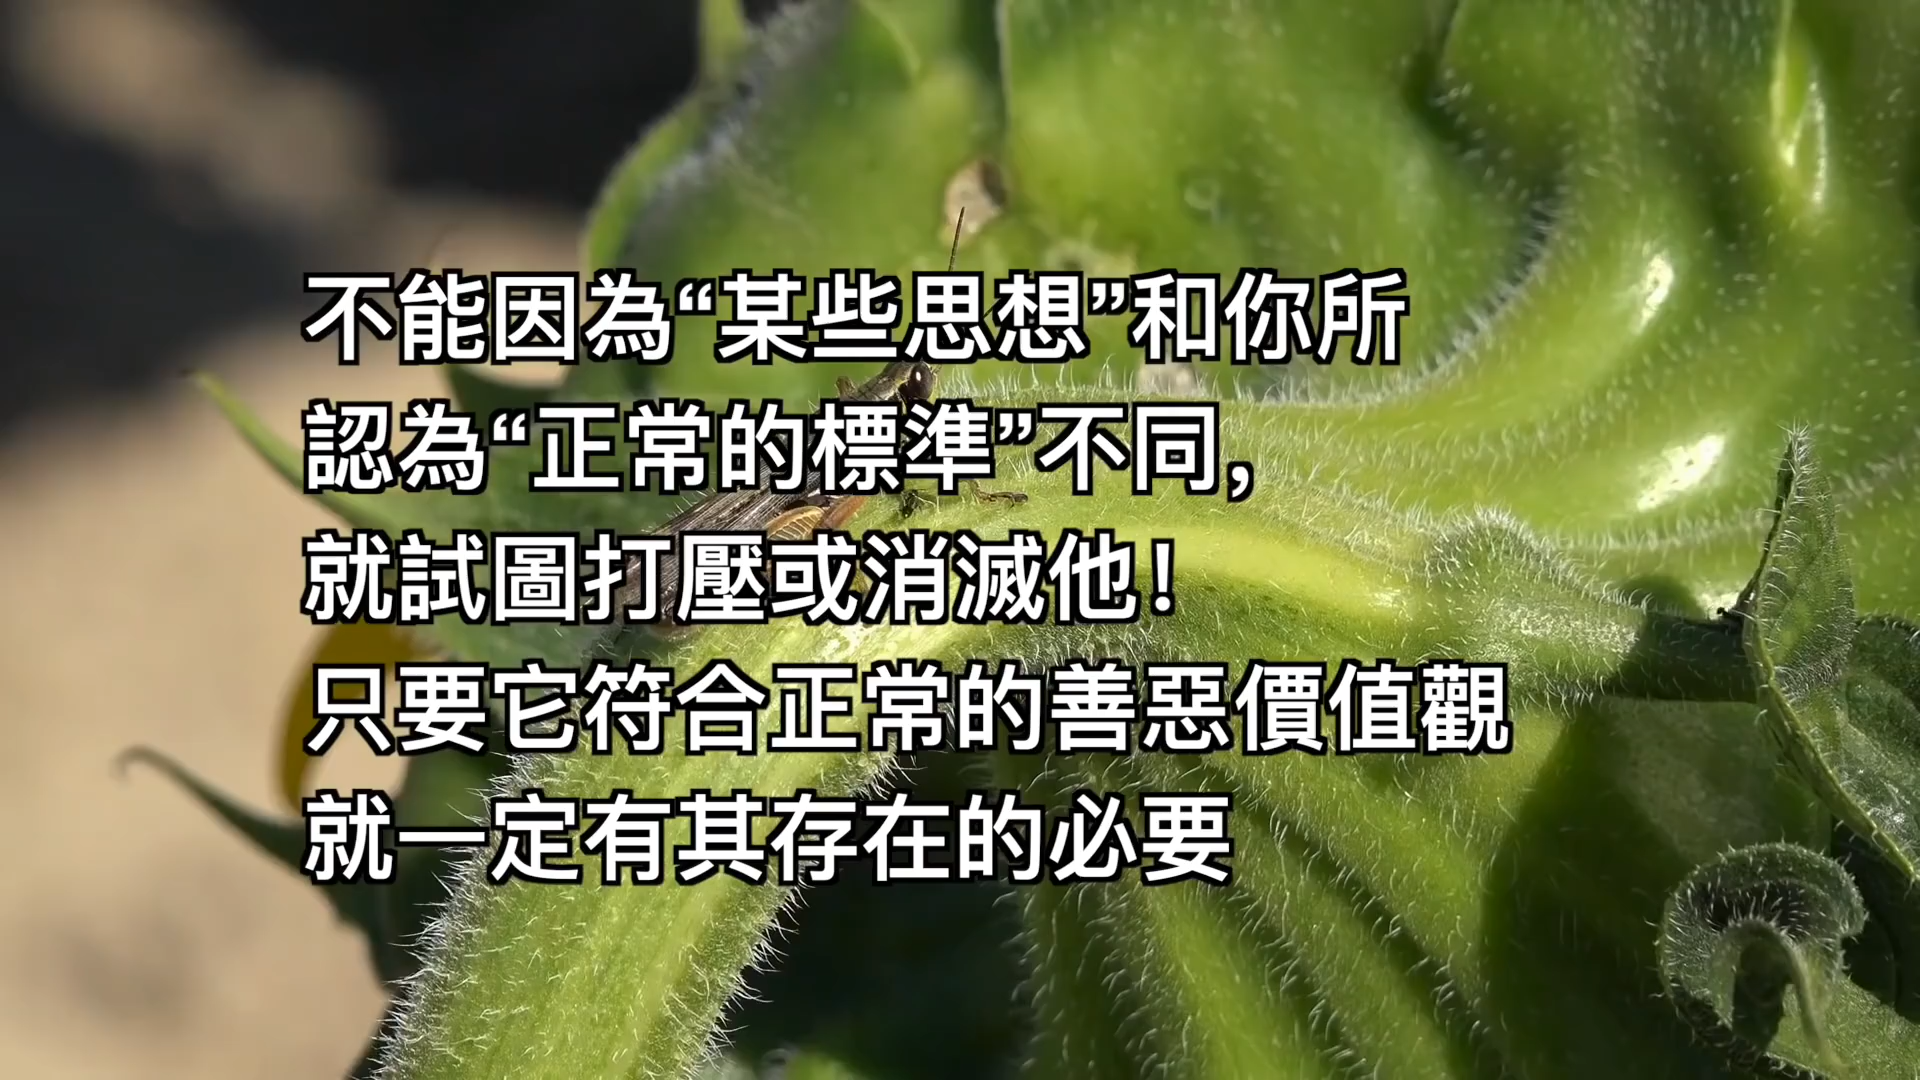 不能因為“某些思想”和你所
認為“正常的標準”不同，
就試圖打壓或消滅他！
只要它符合正常的善惡價值觀
就一定有其存在的必要